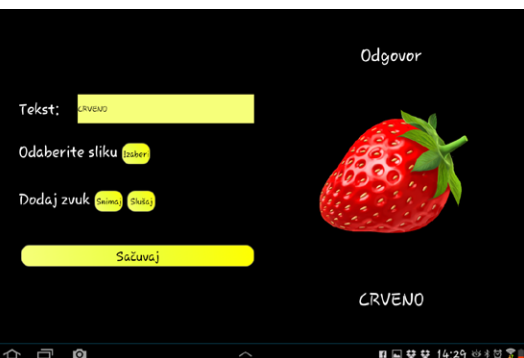 Odgovor
Tekst: CRVENO
Odaberite sliku Izaberi
Dodaj zvuk Snimaj Slušaj
Sačuvaj
CRVENO
14:29